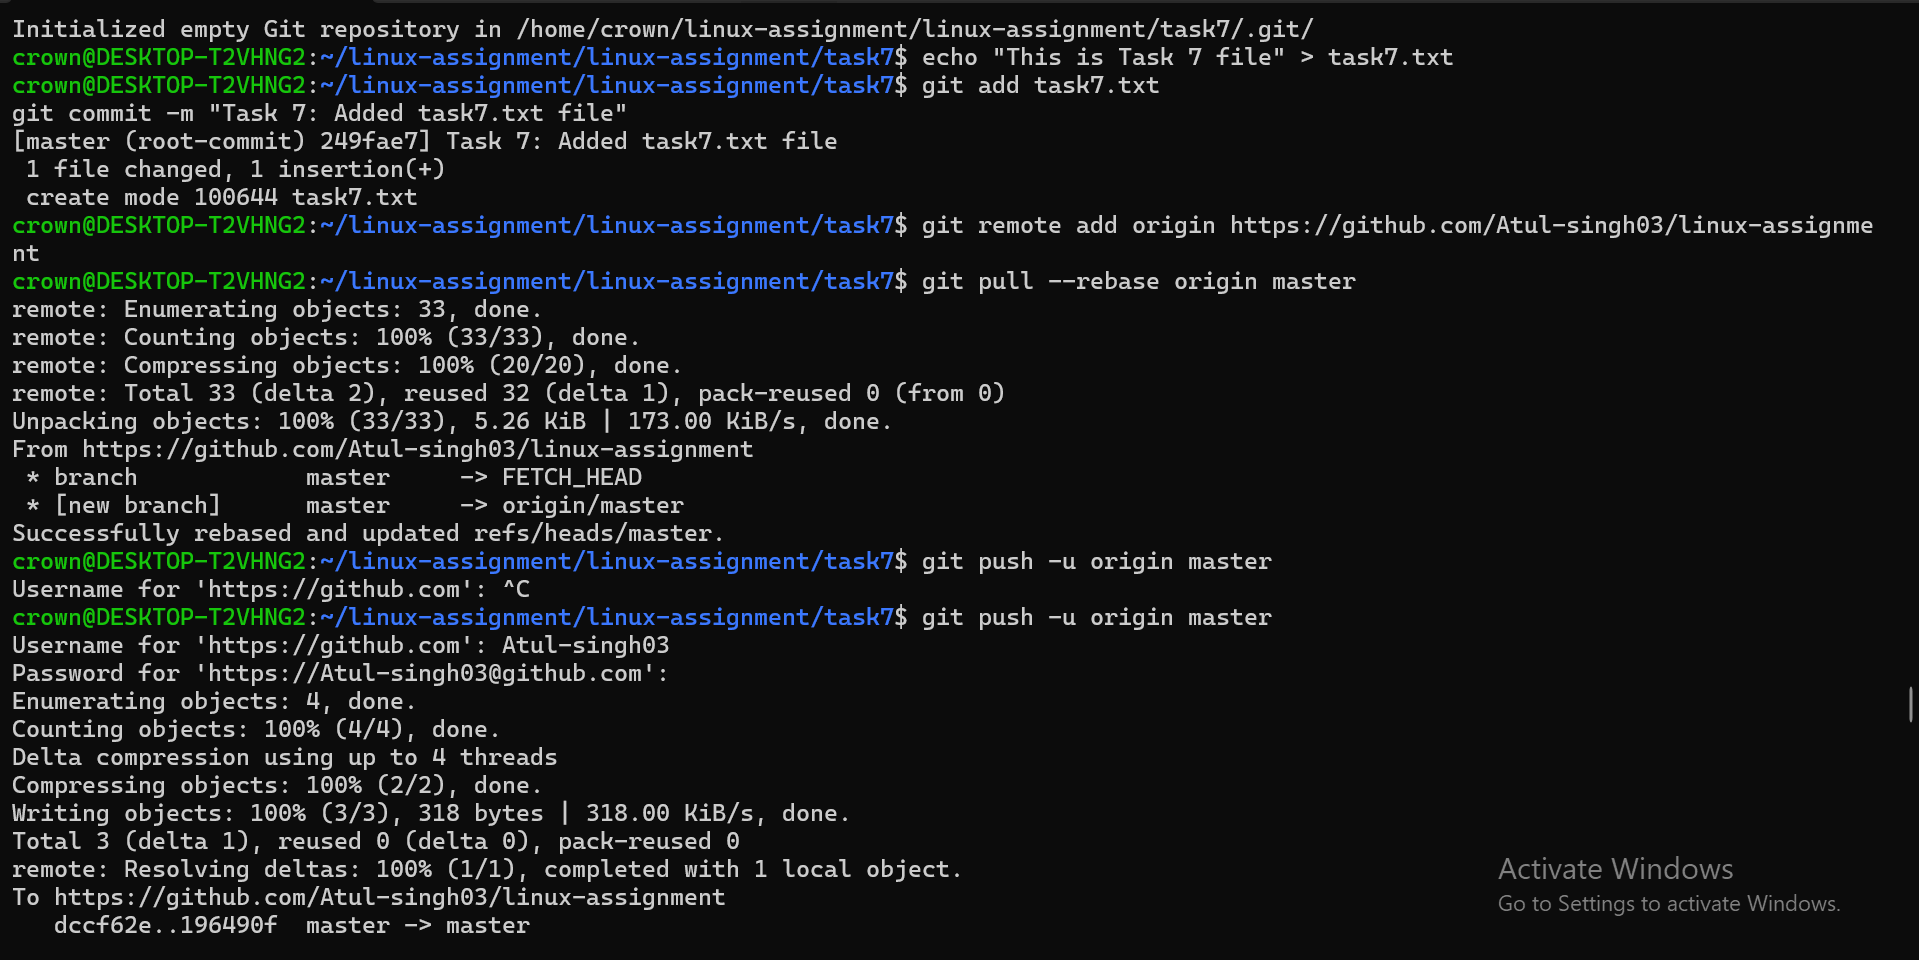 Initialized empty Git repository in /home/crown/linux-assignment/linux-assignment/task7/.git/
crown@DESKTOP-T2VHNG2:~/linux-assignment/linux-assignment/task7$ echo "This is Task 7 file" > task7.txt
crown@DESKTOP-T2VHNG2:~/linux-assignment/linux-assignment/task7$ git add task7.txt
git commit -m "Task 7: Added task7.txt file"
[master (root-commit) 249fae7] Task 7: Added task7.txt file
 1 file changed, 1 insertion(+)
 create mode 100644 task7.txt
crown@DESKTOP-T2VHNG2:~/linux-assignment/linux-assignment/task7$ git remote add origin https://github.com/Atul-singh03/linux-assignme
nt
crown@DESKTOP-T2VHNG2:~/linux-assignment/linux-assignment/task7$ git pull --rebase origin master
remote: Enumerating objects: 33, done.
remote: Counting objects: 100% (33/33), done.
remote: Compressing objects: 100% (20/20), done.
remote: Total 33 (delta 2), reused 32 (delta 1), pack-reused 0 (from 0)
Unpacking objects: 100% (33/33), 5.26 KiB | 173.00 KiB/s, done.
From https://github.com/Atul-singh03/linux-assignment
 * branch            master     -> FETCH_HEAD
 * [new branch]      master     -> origin/master
Successfully rebased and updated refs/heads/master.
crown@DESKTOP-T2VHNG2:~/linux-assignment/linux-assignment/task7$ git push -u origin master
Username for 'https://github.com': ^C
crown@DESKTOP-T2VHNG2:~/linux-assignment/linux-assignment/task7$ git push -u origin master
Username for 'https://github.com': Atul-singh03
Password for 'https://Atul-singh03@github.com':
Enumerating objects: 4, done.
Counting objects: 100% (4/4), done.
Delta compression using up to 4 threads
Compressing objects: 100% (2/2), done.
Writing objects: 100% (3/3), 318 bytes | 318.00 KiB/s, done.
Total 3 (delta 1), reused 0 (delta 0), pack-reused 0
remote: Resolving deltas: 100% (1/1), completed with 1 local object.
To https://github.com/Atul-singh03/linux-assignment
   dccf62e..196490f  master -> master
Activate Windows
Go to Settings to activate Windows.